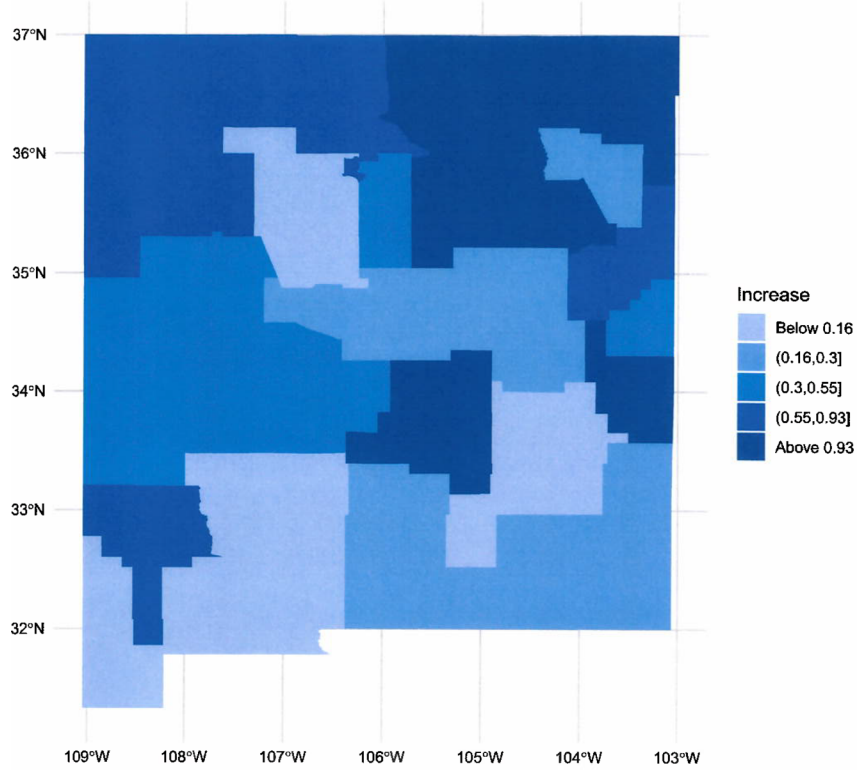 37°N
36°N
35°N
34°N
33°N
32°N
109°W
108°W
107°W
106°W
105°W
104°W
103°W
Increase
Below 0.16
(0.16,0.3]
(0.3,0.55]
(0.55,0.93]
Above 0.93